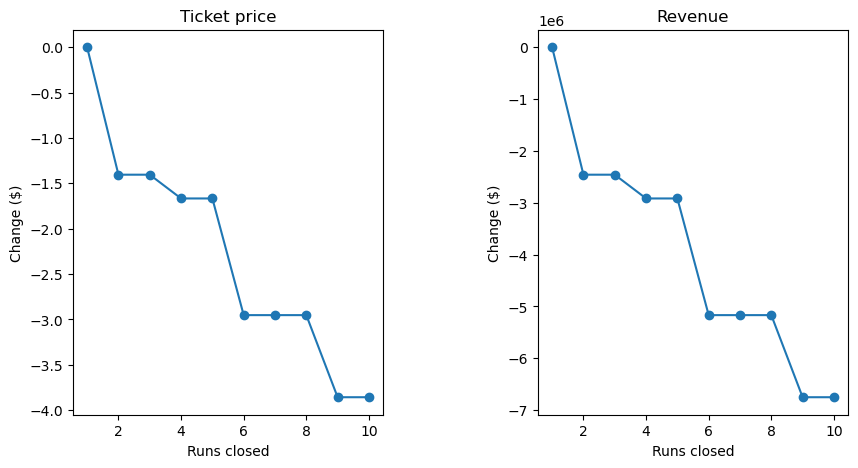 Ticket price
0.0
−0.5
−1.0
−1.5
−2.0
−2.5
−3.0
−3.5
−4.0
Change ($)
2 4 6 8 10
Runs closed
Revenue
1e6
0
−1
−2
−3
−4
−5
−6
−7
Change ($)
2 4 6 8 10
Runs closed